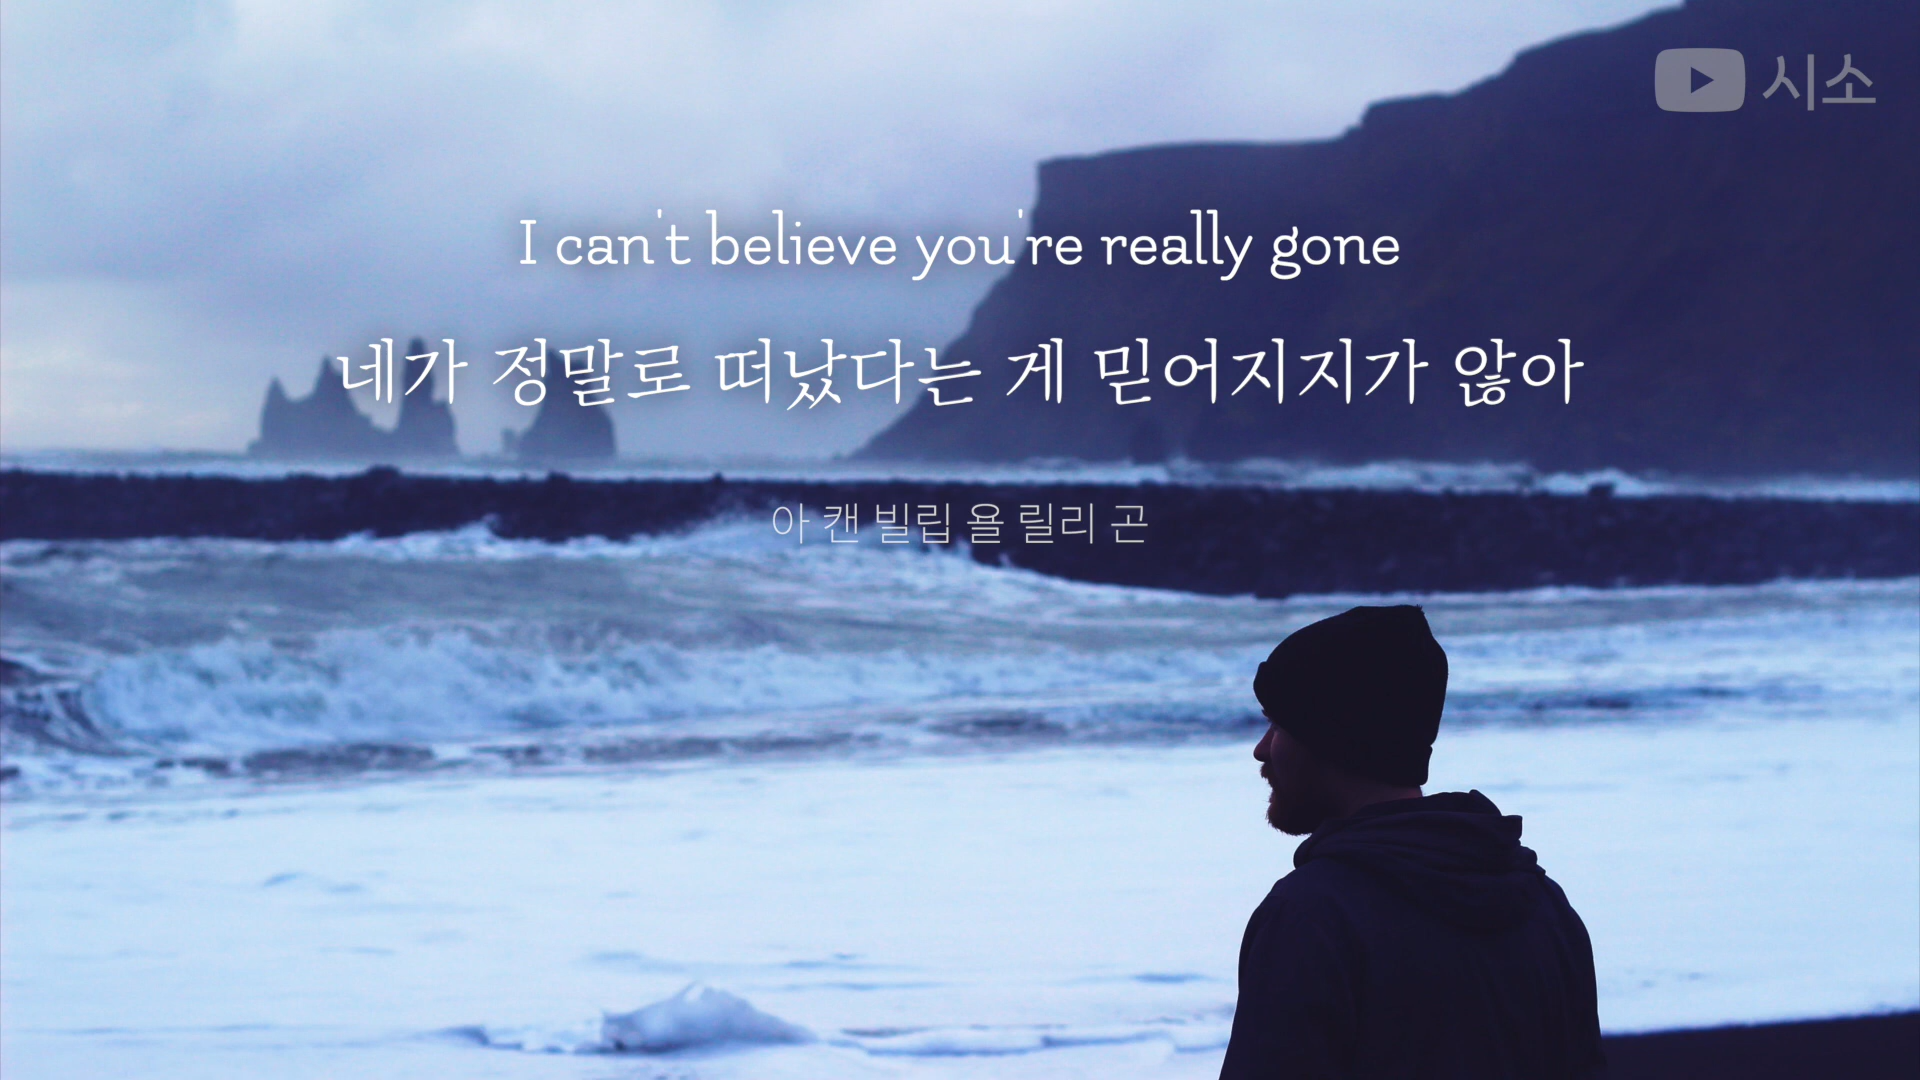 시소
I can't believe you're really gone
네가 정말로 떠났다는 게 믿어지지가 않아
아 캔 빌립 욜 릴리 곤